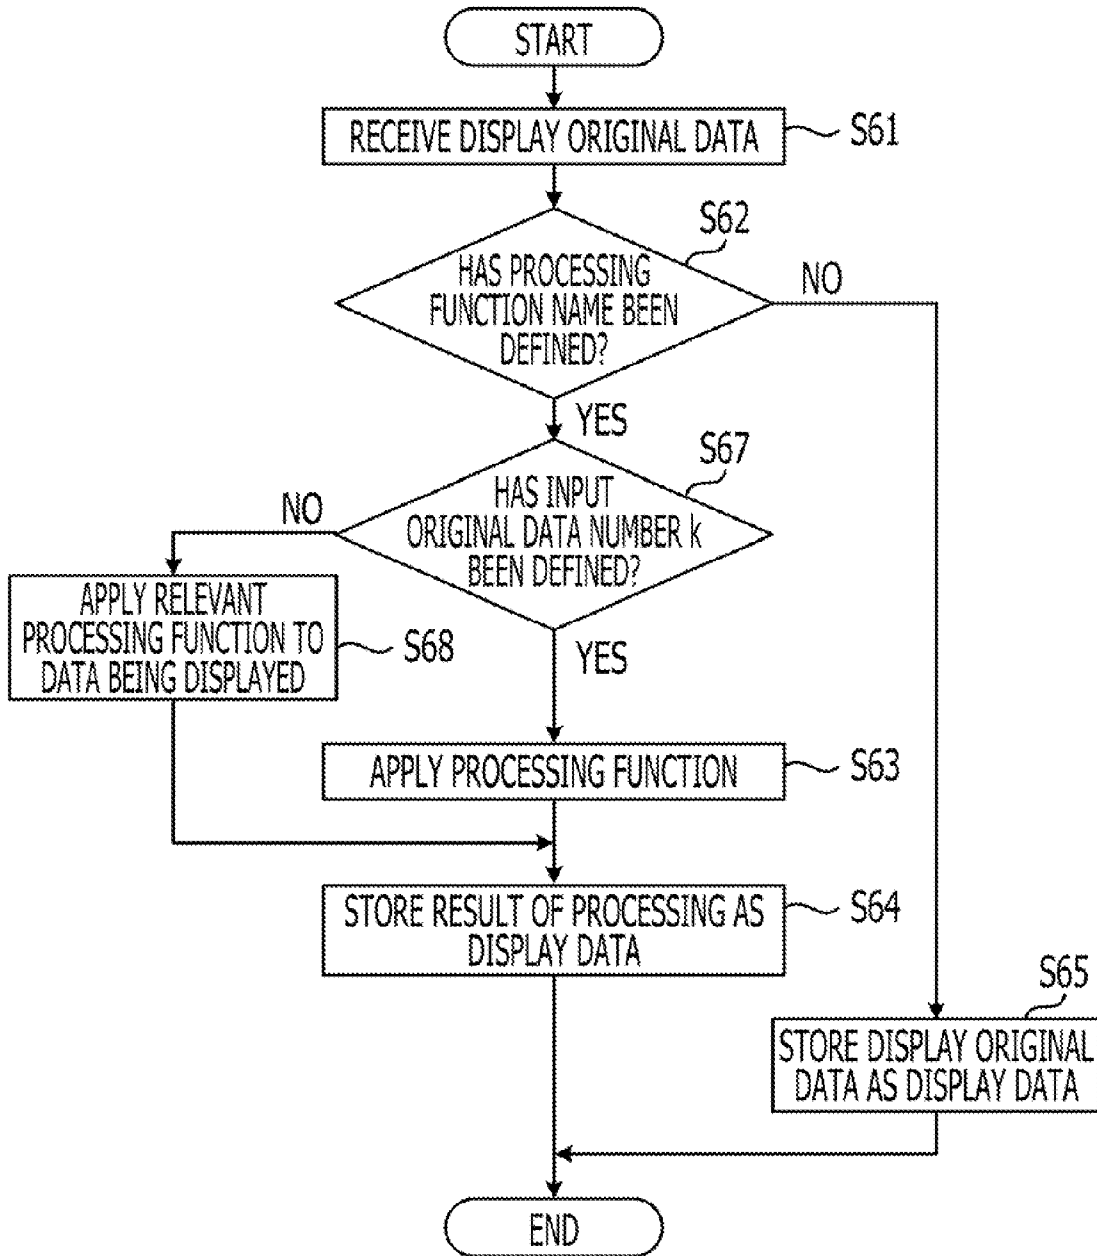 START
RECEIVE DISPLAY ORIGINAL DATA
S61
S62
HAS PROCESSING
FUNCTION NAME BEEN
DEFINED?
NO
YES
S67
HAS INPUT
ORIGINAL DATA NUMBER k
BEEN DEFINED?
NO
YES
APPLY RELEVANT
PROCESSING FUNCTION TO
DATA BEING DISPLAYED
S68
APPLY PROCESSING FUNCTION
S63
STORE RESULT OF PROCESSING AS
DISPLAY DATA
S64
S65
STORE DISPLAY ORIGINAL
DATA AS DISPLAY DATA
END